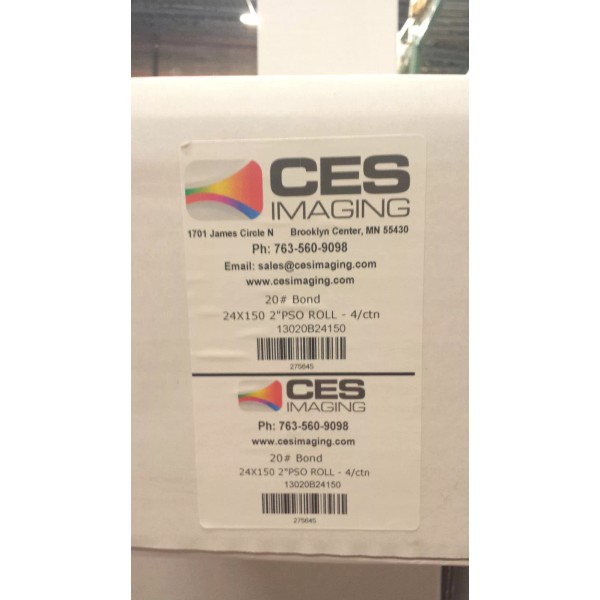 CES
IMAGING
1701 James Circle N Brooklyn Center, MN 55430
Ph: 763-560-9098
Email: sales@cesimaging.com
www.cesimaging.com
20# Bond
24X150 2"PSO ROLL - 4/ctn
13020B24150
275645
CES
IMAGING
Ph: 763-560-9098
www.cesimaging.com
20# Bond
24X150 2"PSO ROLL - 4/ctn
13020B24150
275645